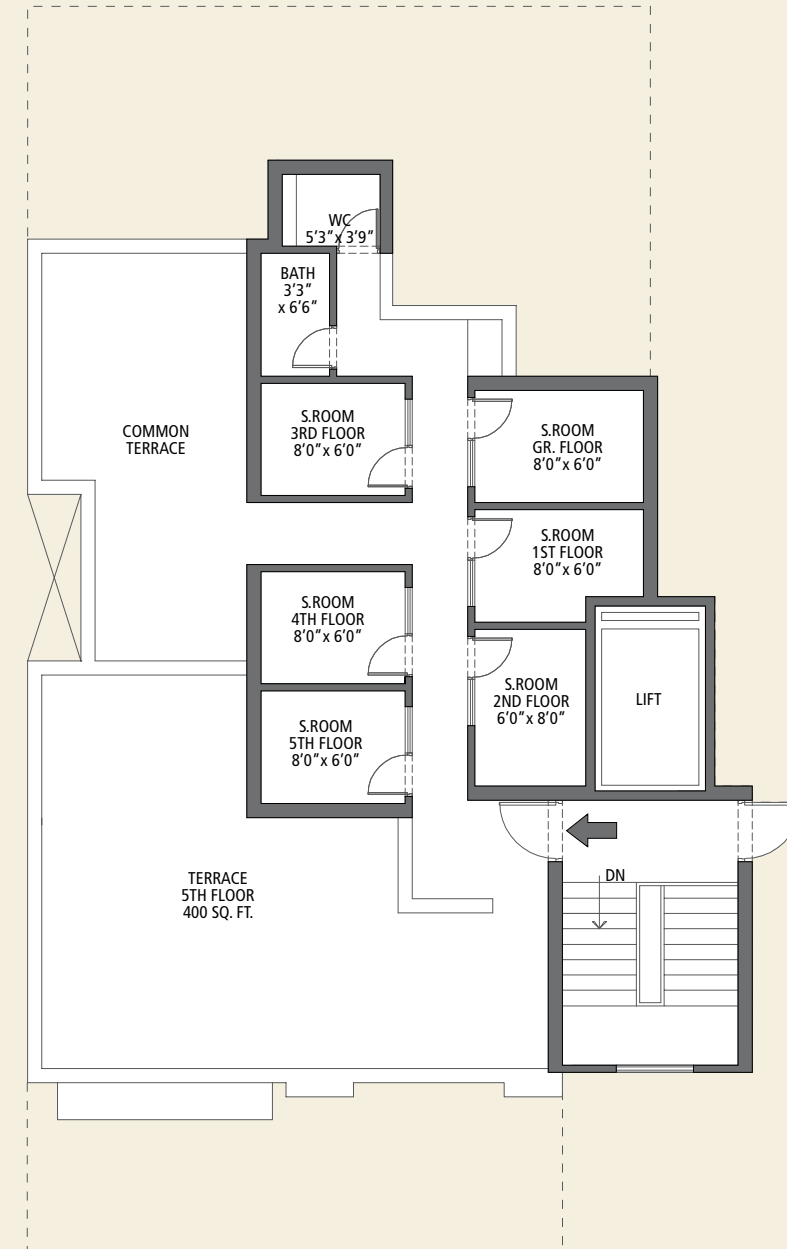 WC
5'3" x 3'9"
BATH
3'3"
x 6'6"
COMMON
TERRACE
S.ROOM
3RD FLOOR
8'0" x 6'0"
S.ROOM
GR. FLOOR
8'0" x 6'0"
S.ROOM
1ST FLOOR
8'0" x 6'0"
S.ROOM
4TH FLOOR
8'0" x 6'0"
S.ROOM
2ND FLOOR
6'0" x 8'0"
LIFT
S.ROOM
5TH FLOOR
8'0" x 6'0"
TERRACE
5TH FLOOR
400 SQ. FT.
DN